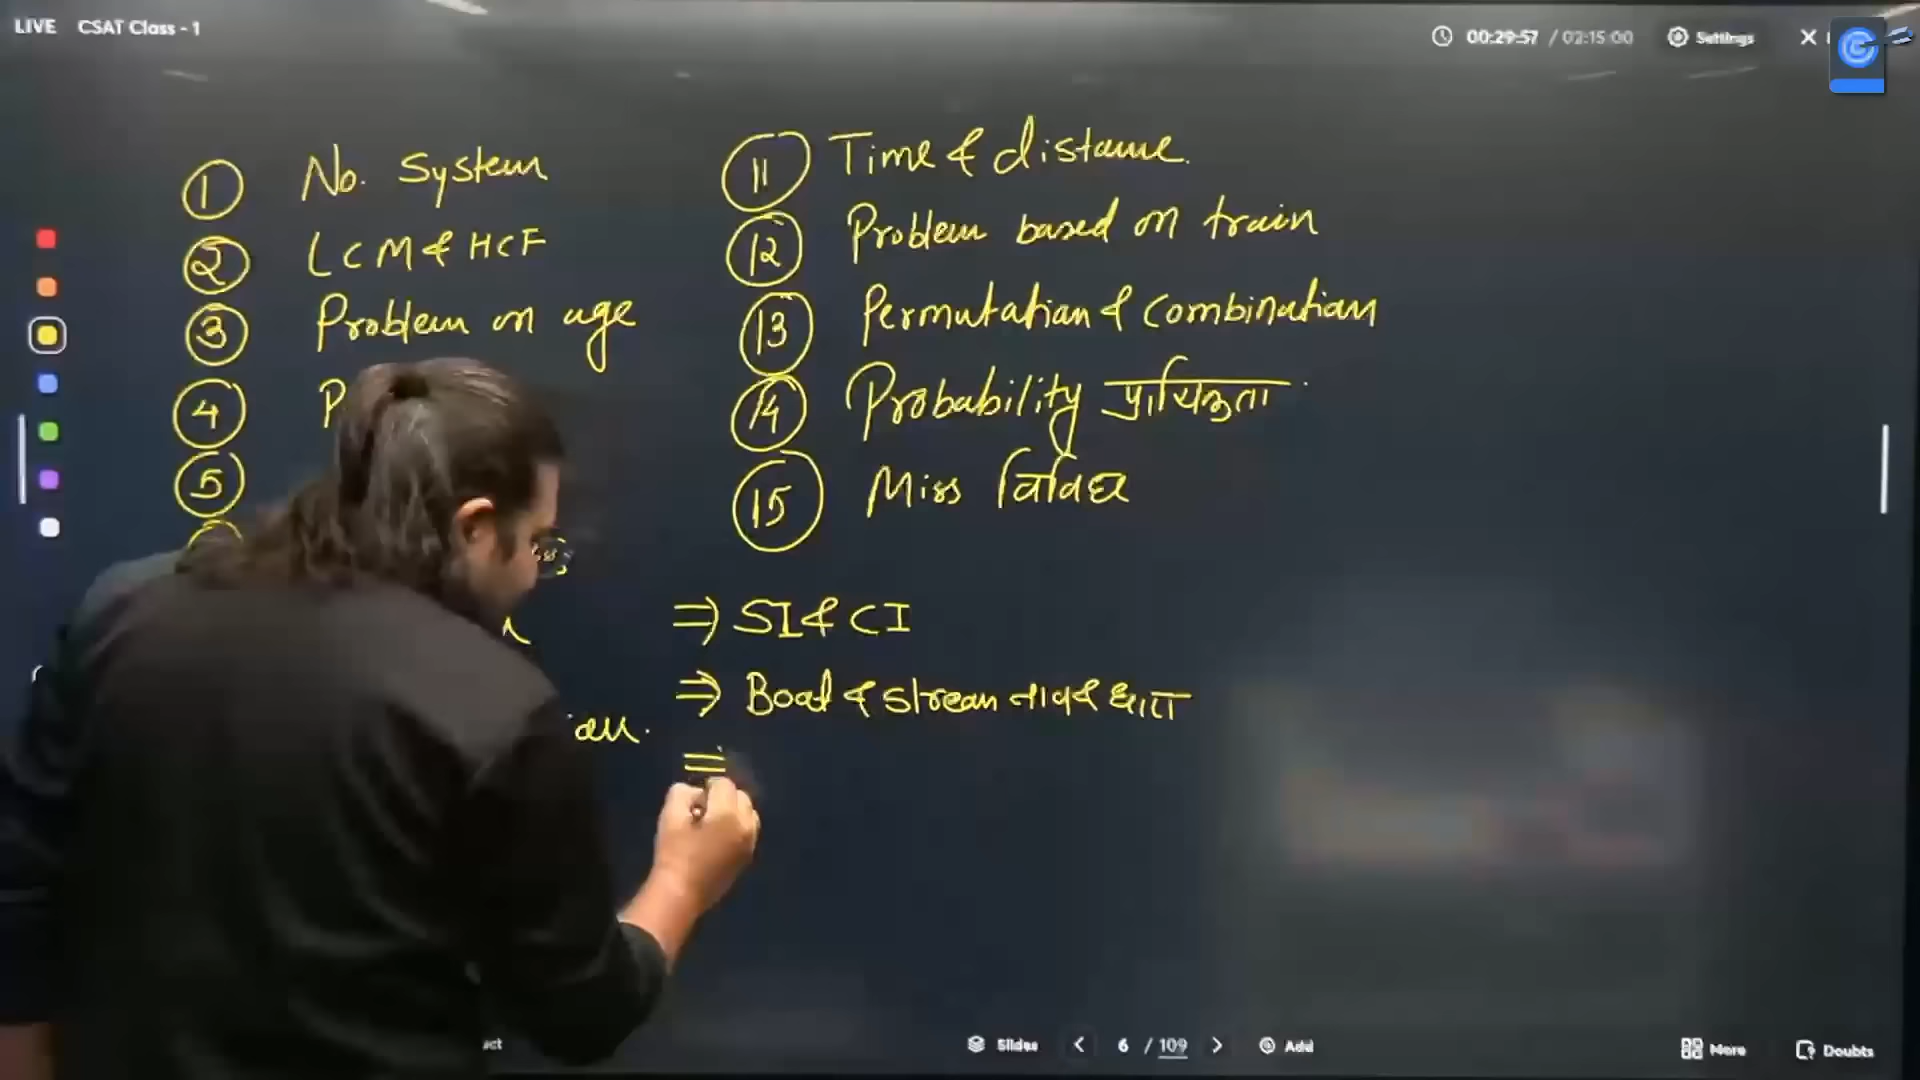 LIVE CSAT Class - 1
00:29:57 / 02:15:00 Settings
① No. System
② LCM & HCF
③ Problem on age
④ P
⑤
⑪ Time & distance.
⑫ Problem based on train
⑬ Permutation & Combination
⑭ Probability प्रायिकता
⑮ Miss विविध
⇒ SI & CI
⇒ Boat & Stream नाव & धारा
=
Slides 6 / 109 Add
More Doubts